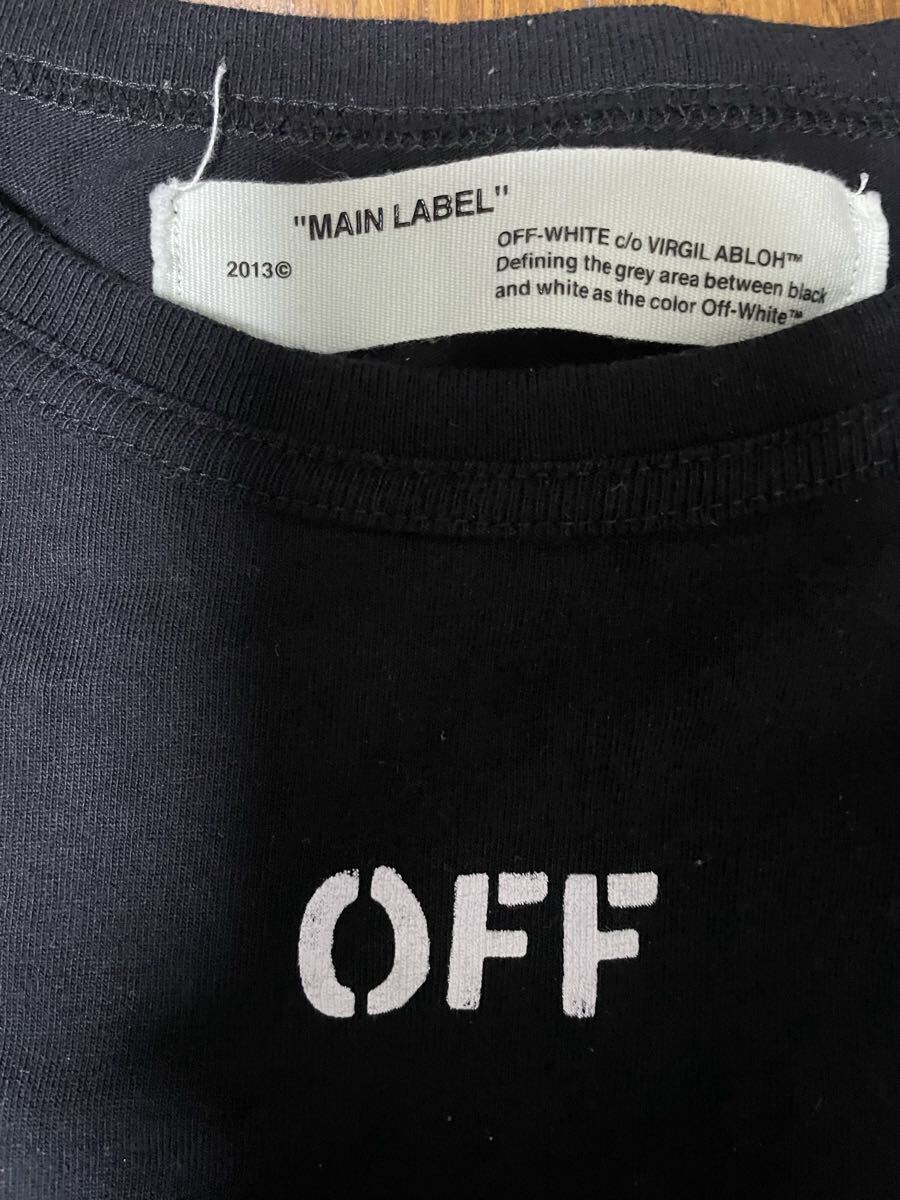 "MAIN LABEL"
2013©
OFF-WHITE c/o VIRGIL ABLOH™
Defining the grey area between black
and white as the color Off-White™
OFF